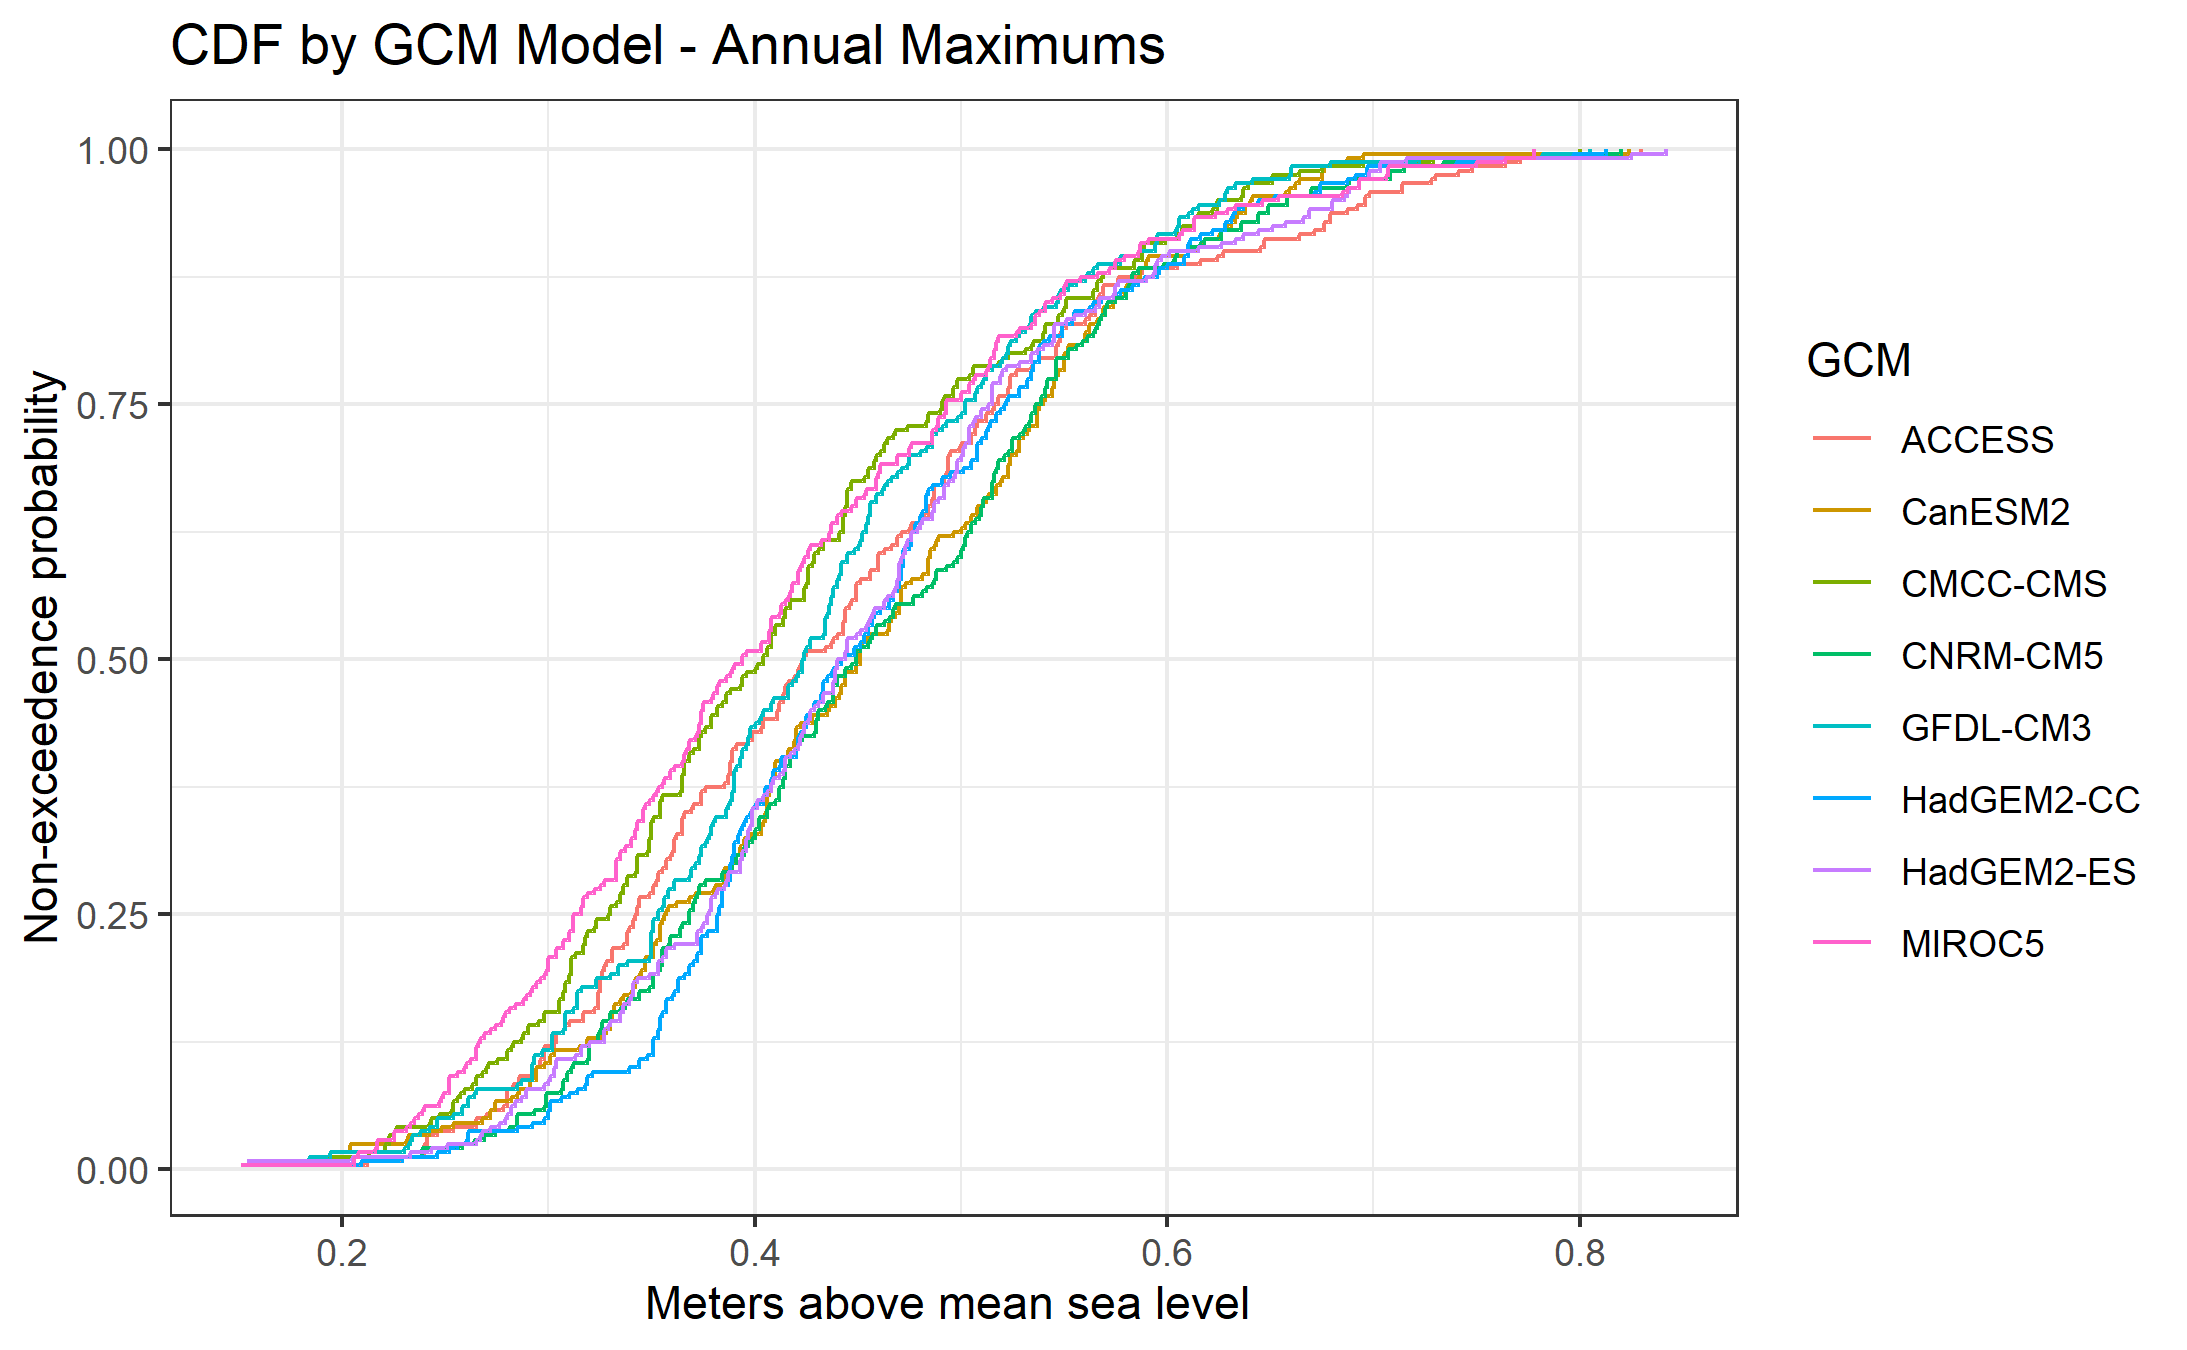 CDF by GCM Model - Annual Maximums
Non-exceedence probability
1.00
0.75
0.50
0.25
0.00
0.2
0.4
0.6
0.8
Meters above mean sea level
GCM
ACCESS
CanESM2
CMCC-CMS
CNRM-CM5
GFDL-CM3
HadGEM2-CC
HadGEM2-ES
MIROC5